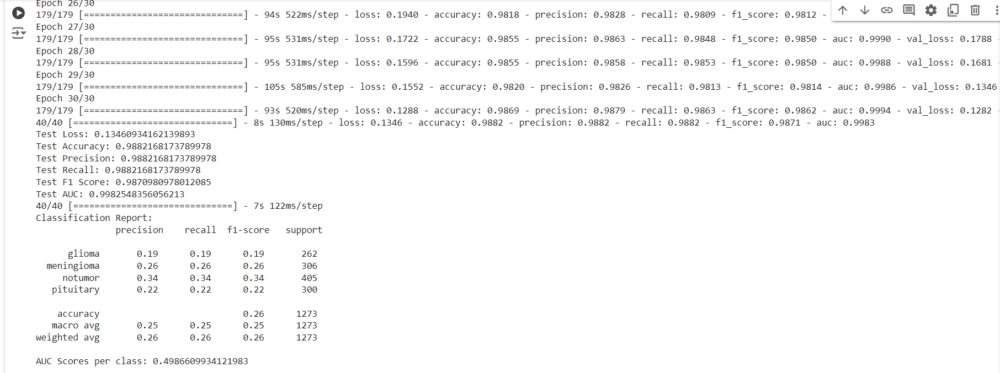 Epoch 26/30
179/179 [==============================] - 94s 522ms/step - loss: 0.1940 - accuracy: 0.9818 - precision: 0.9828 - recall: 0.9809 - f1_score: 0.9812 -
Epoch 27/30
179/179 [==============================] - 95s 531ms/step - loss: 0.1722 - accuracy: 0.9855 - precision: 0.9863 - recall: 0.9848 - f1_score: 0.9850 - auc: 0.9990 - val_loss: 0.1788 -
Epoch 28/30
179/179 [==============================] - 95s 531ms/step - loss: 0.1596 - accuracy: 0.9855 - precision: 0.9858 - recall: 0.9853 - f1_score: 0.9850 - auc: 0.9988 - val_loss: 0.1681 -
Epoch 29/30
179/179 [==============================] - 105s 585ms/step - loss: 0.1552 - accuracy: 0.9820 - precision: 0.9826 - recall: 0.9813 - f1_score: 0.9814 - auc: 0.9986 - val_loss: 0.1346
Epoch 30/30
179/179 [==============================] - 93s 520ms/step - loss: 0.1288 - accuracy: 0.9869 - precision: 0.9879 - recall: 0.9863 - f1_score: 0.9862 - auc: 0.9994 - val_loss: 0.1282 -
40/40 [==============================] - 8s 130ms/step - loss: 0.1346 - accuracy: 0.9882 - precision: 0.9882 - recall: 0.9882 - f1_score: 0.9871 - auc: 0.9983
Test Loss: 0.13460934162139893
Test Accuracy: 0.9882168173789978
Test Precision: 0.9882168173789978
Test Recall: 0.9882168173789978
Test F1 Score: 0.9870980978012085
Test AUC: 0.9982548356056213
40/40 [==============================] - 7s 122ms/step
Classification Report:
precision recall f1-score support
glioma 0.19 0.19 0.19 262
meningioma 0.26 0.26 0.26 306
notumor 0.34 0.34 0.34 405
pituitary 0.22 0.22 0.22 300
accuracy 0.26 1273
macro avg 0.25 0.25 0.25 1273
weighted avg 0.26 0.26 0.26 1273
AUC Scores per class: 0.4986609934121983